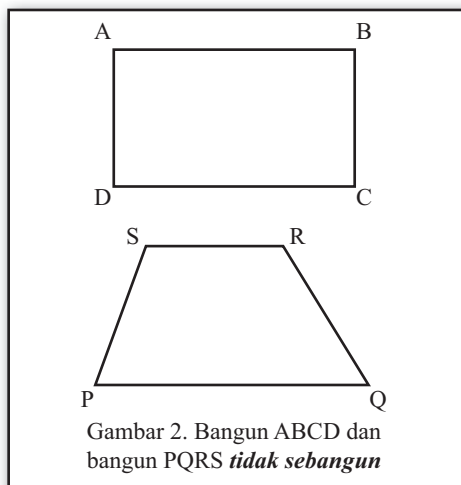 A B
D C
S R
P Q
Gambar 2. Bangun ABCD dan
bangun PQRS tidak sebangun